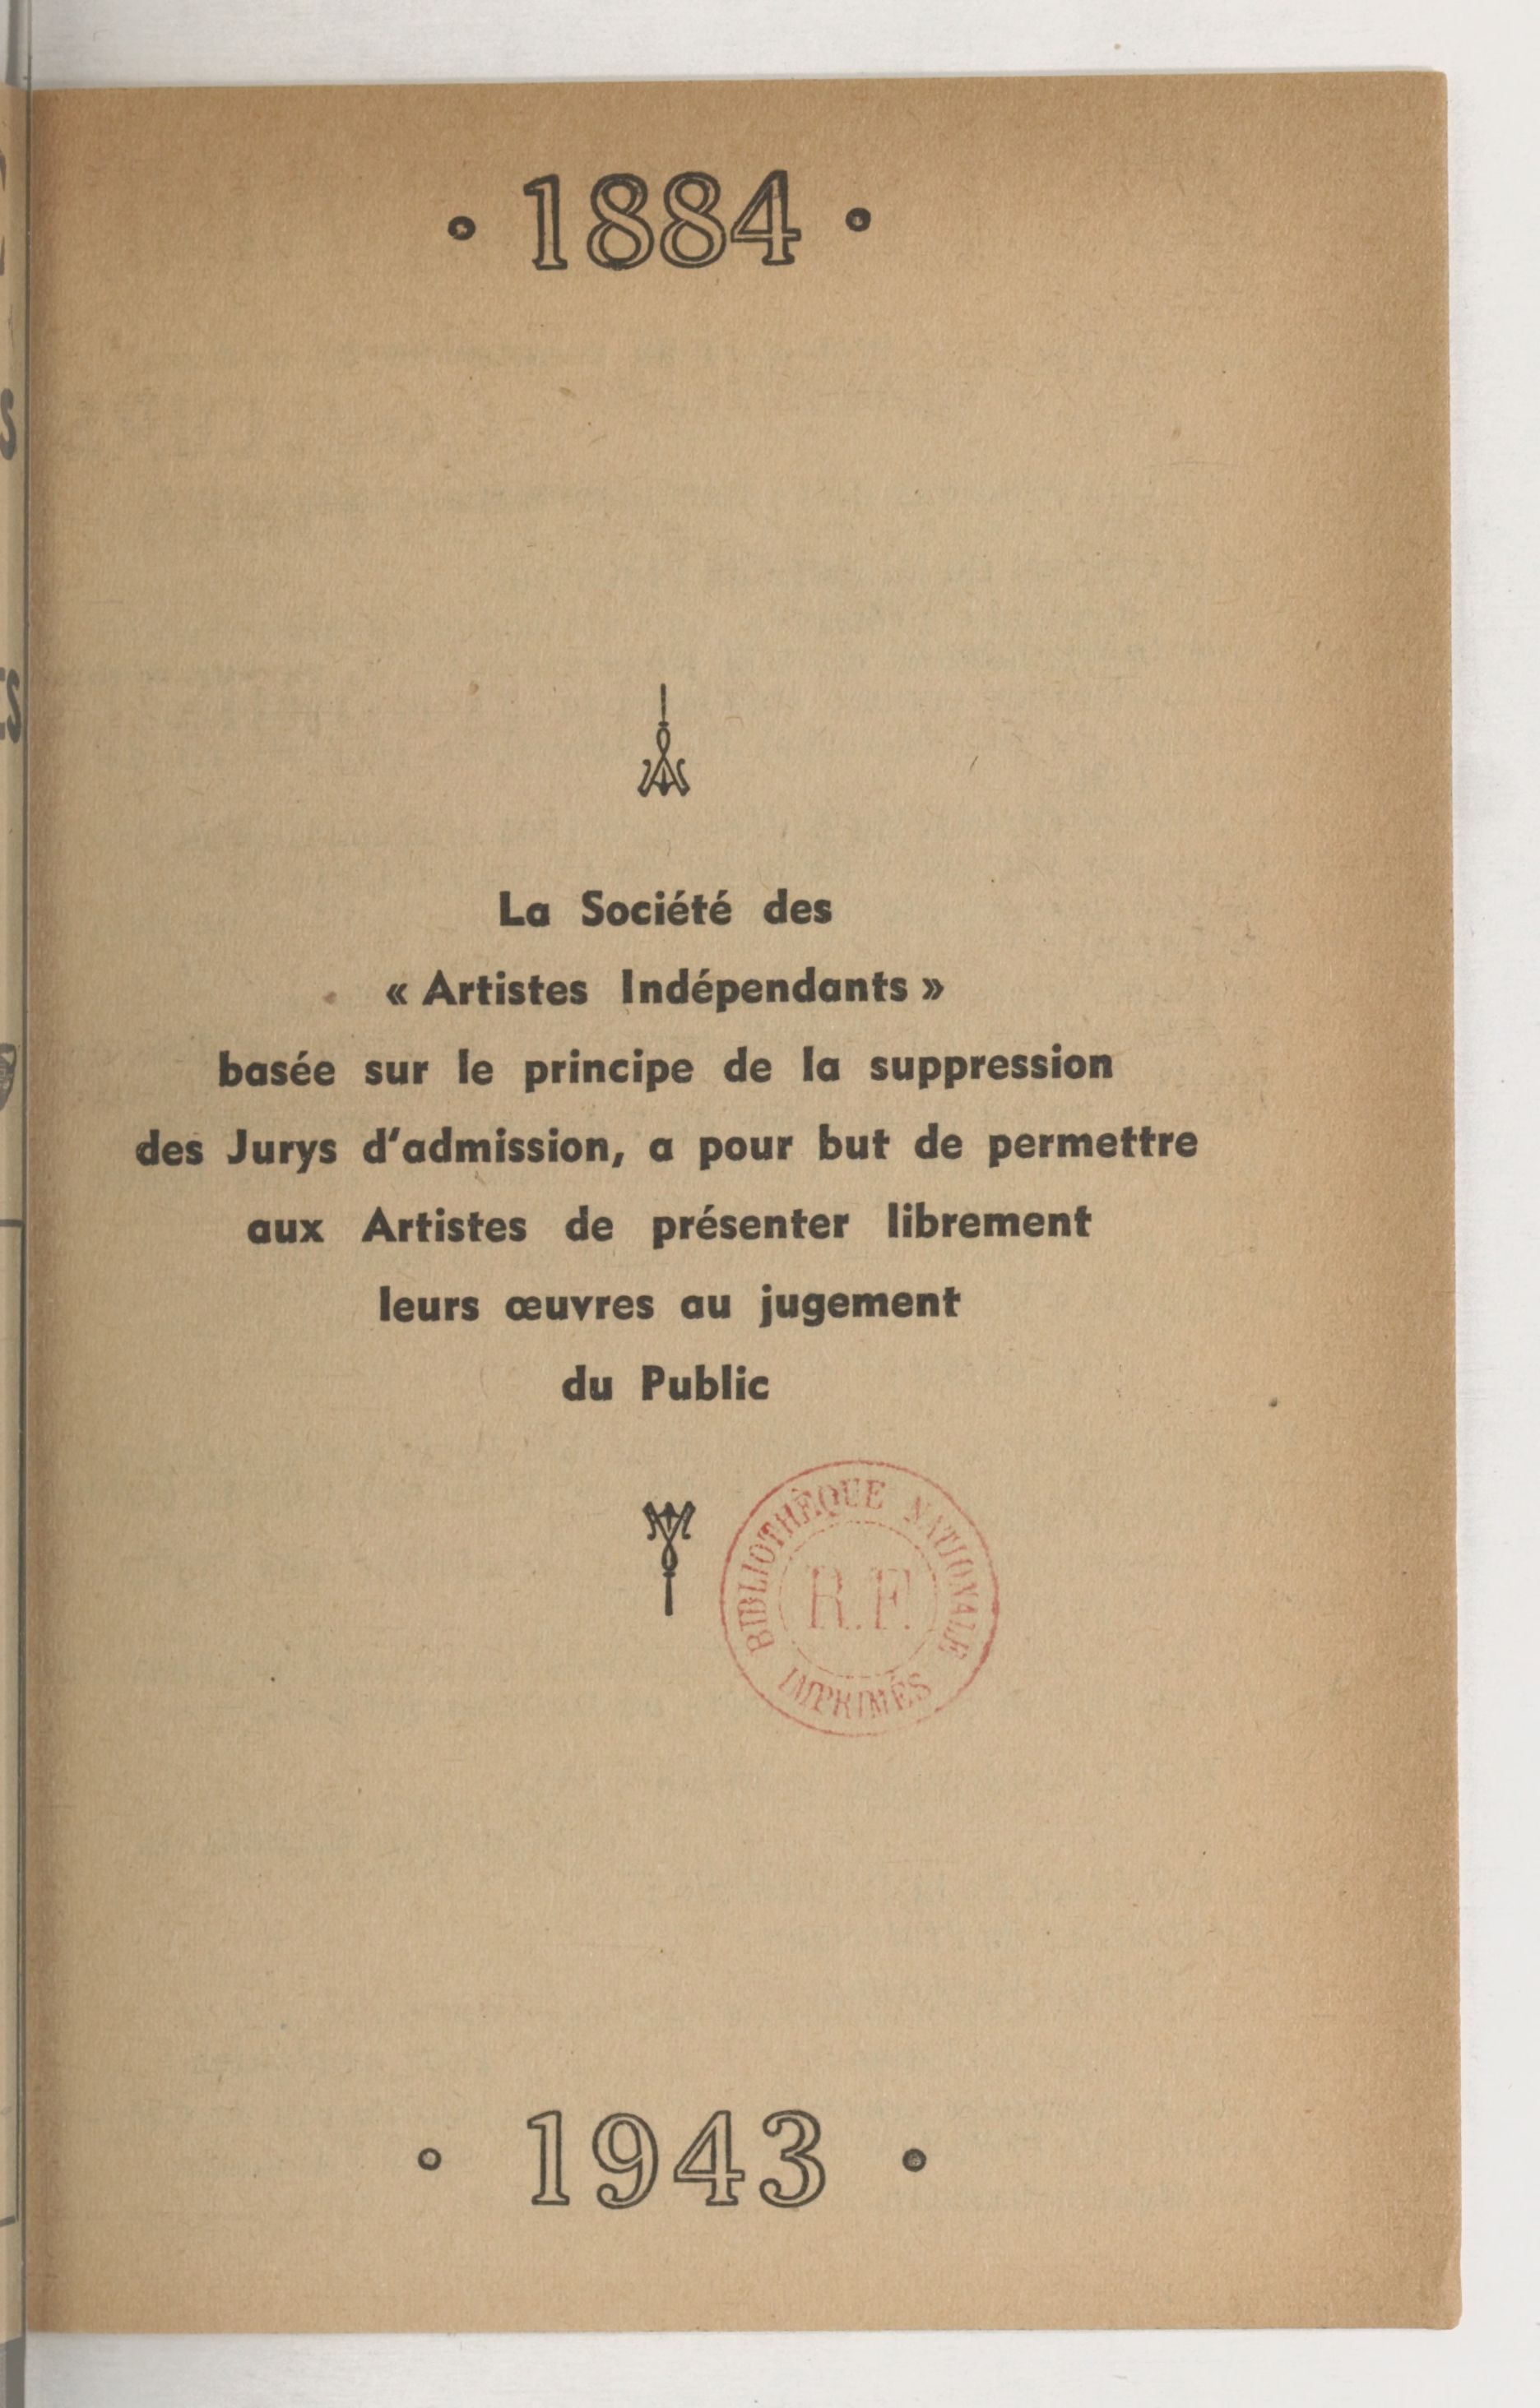 • 1884 •
La Société des
« Artistes Indépendants »
basée sur le principe de la suppression
des Jurys d'admission, a pour but de permettre
aux Artistes de présenter librement
leurs œuvres au jugement
du Public
BIBLIOTHÈQUE NATIONALE
R.F.
IMPRIMÉS
• 1943 •